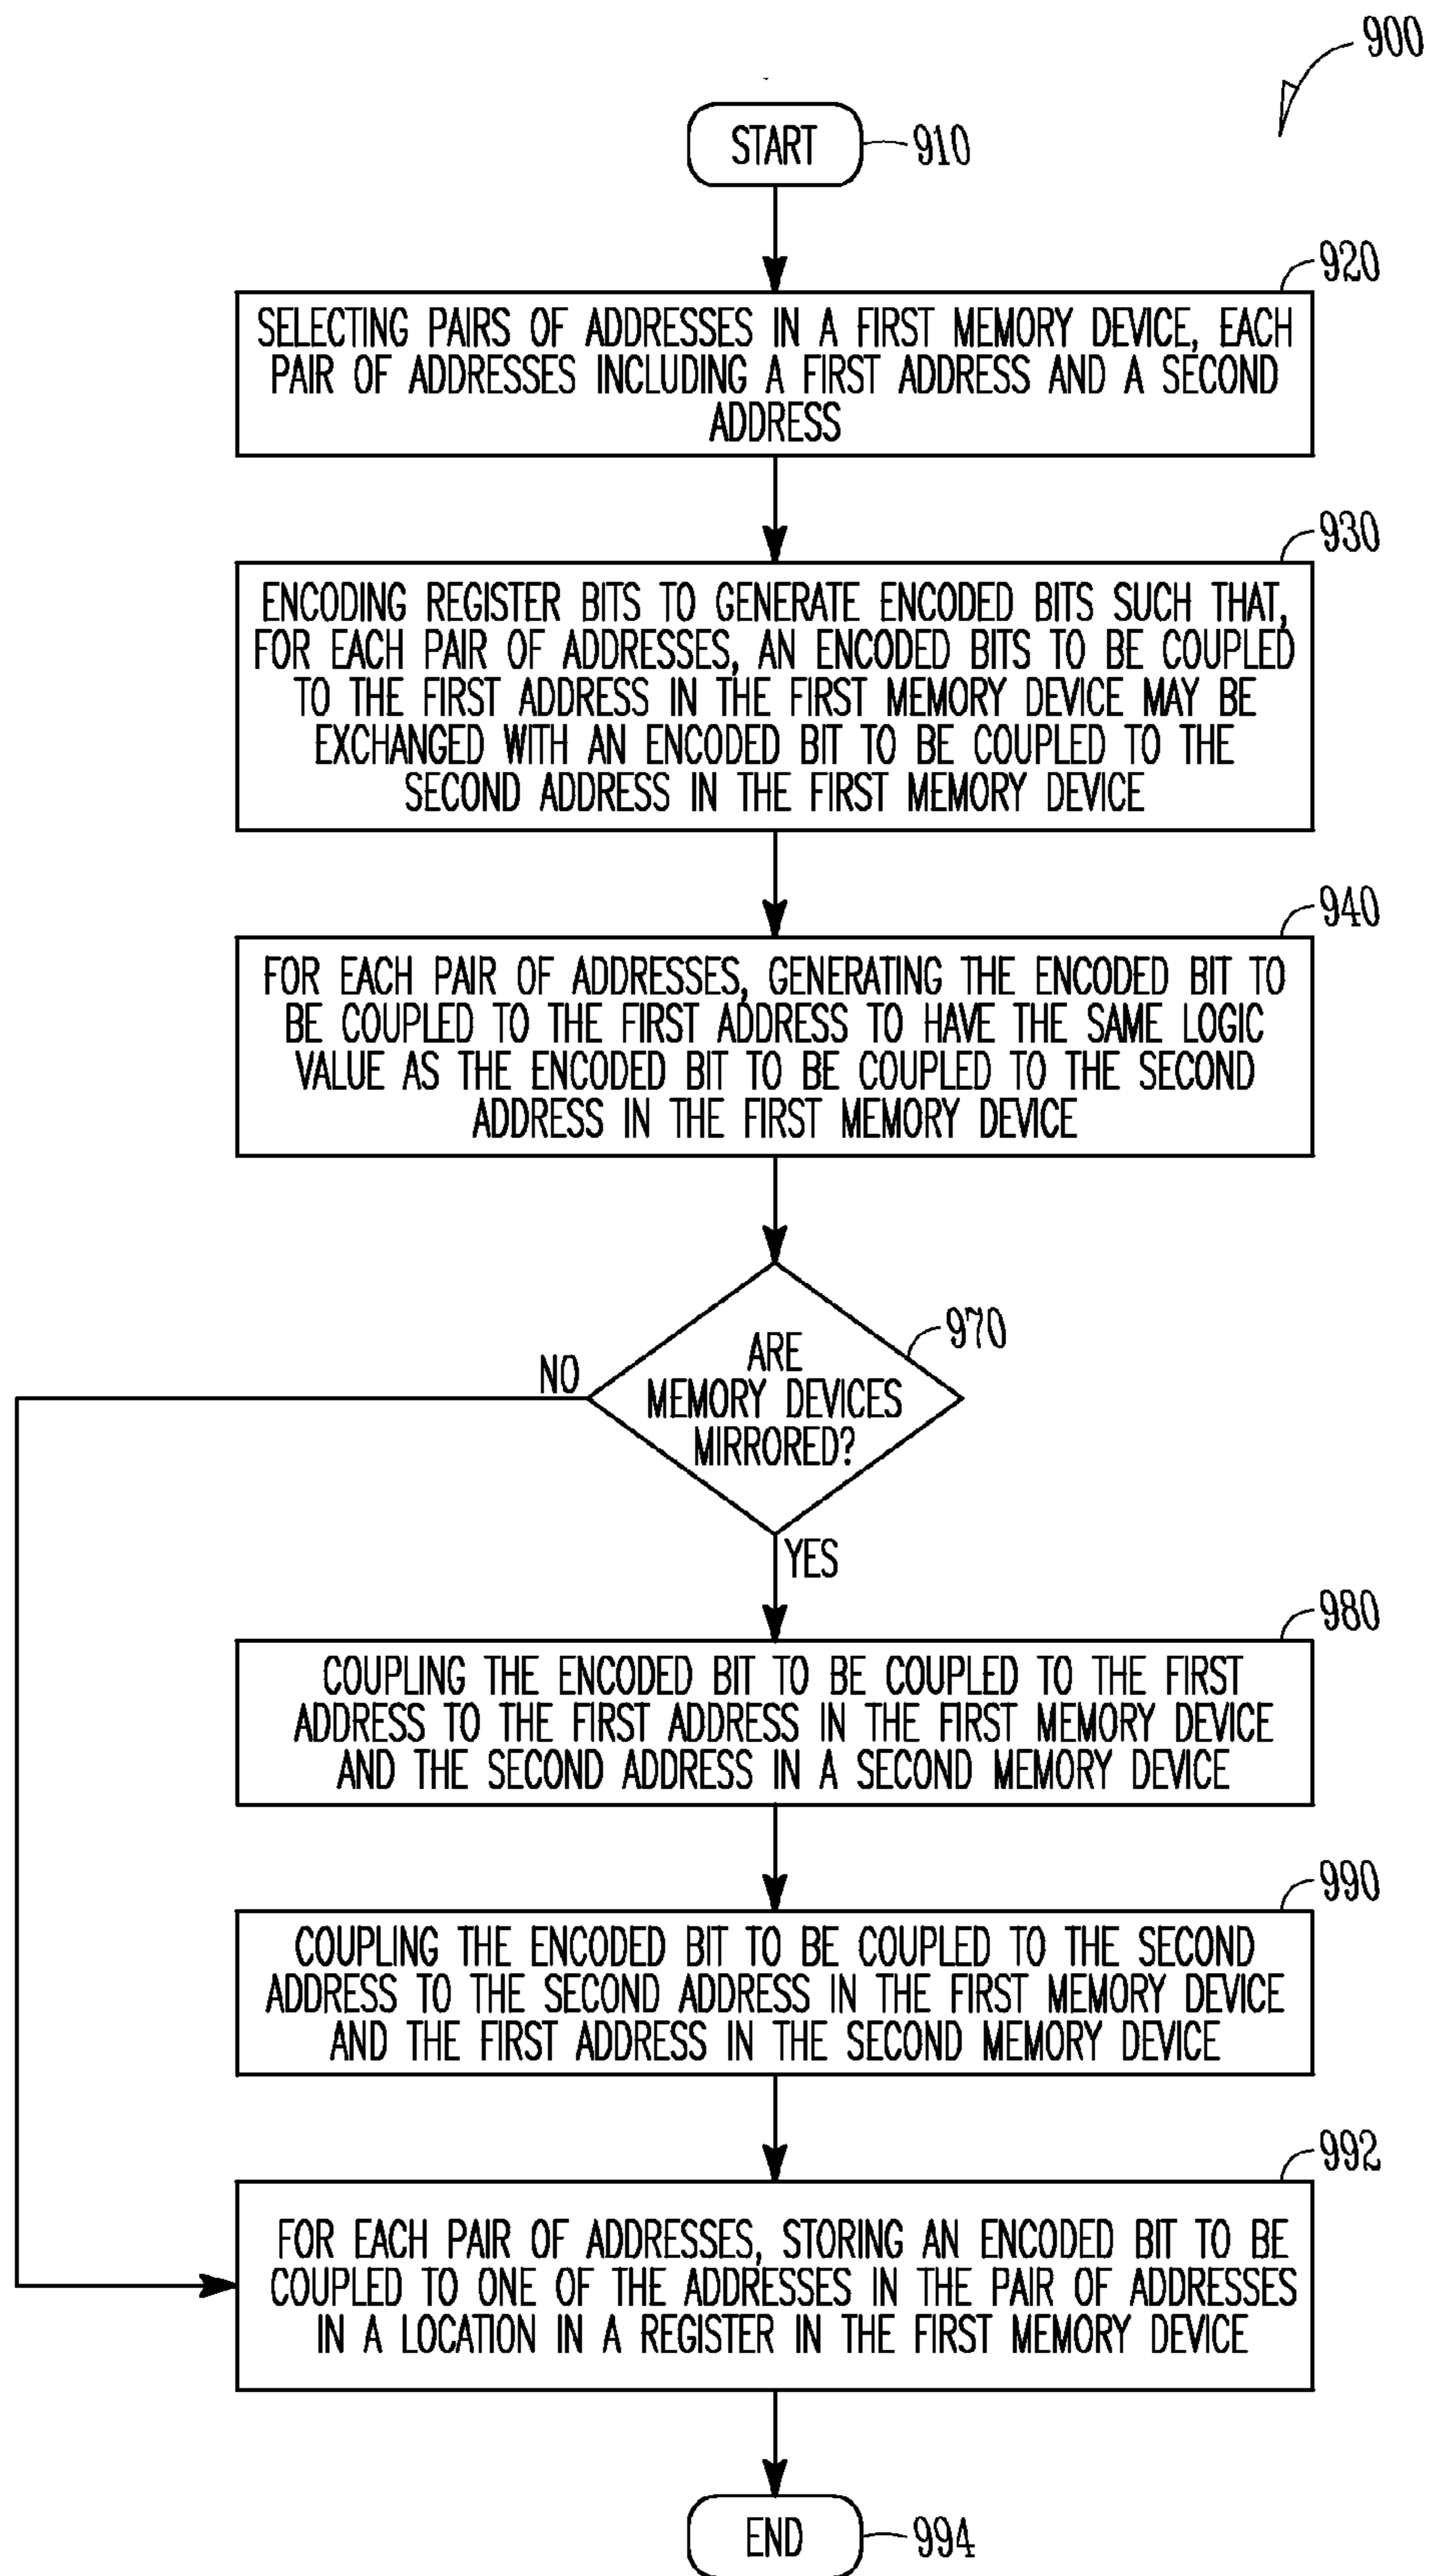 900
START
910
920
SELECTING PAIRS OF ADDRESSES IN A FIRST MEMORY DEVICE, EACH
PAIR OF ADDRESSES INCLUDING A FIRST ADDRESS AND A SECOND
ADDRESS
930
ENCODING REGISTER BITS TO GENERATE ENCODED BITS SUCH THAT,
FOR EACH PAIR OF ADDRESSES, AN ENCODED BITS TO BE COUPLED
TO THE FIRST ADDRESS IN THE FIRST MEMORY DEVICE MAY BE
EXCHANGED WITH AN ENCODED BIT TO BE COUPLED TO THE
SECOND ADDRESS IN THE FIRST MEMORY DEVICE
940
FOR EACH PAIR OF ADDRESSES, GENERATING THE ENCODED BIT TO
BE COUPLED TO THE FIRST ADDRESS TO HAVE THE SAME LOGIC
VALUE AS THE ENCODED BIT TO BE COUPLED TO THE SECOND
ADDRESS IN THE FIRST MEMORY DEVICE
970
ARE
MEMORY DEVICES
MIRRORED?
NO
YES
980
COUPLING THE ENCODED BIT TO BE COUPLED TO THE FIRST
ADDRESS TO THE FIRST ADDRESS IN THE FIRST MEMORY DEVICE
AND THE SECOND ADDRESS IN A SECOND MEMORY DEVICE
990
COUPLING THE ENCODED BIT TO BE COUPLED TO THE SECOND
ADDRESS TO THE SECOND ADDRESS IN THE FIRST MEMORY DEVICE
AND THE FIRST ADDRESS IN THE SECOND MEMORY DEVICE
992
FOR EACH PAIR OF ADDRESSES, STORING AN ENCODED BIT TO BE
COUPLED TO ONE OF THE ADDRESSES IN THE PAIR OF ADDRESSES
IN A LOCATION IN A REGISTER IN THE FIRST MEMORY DEVICE
END
994